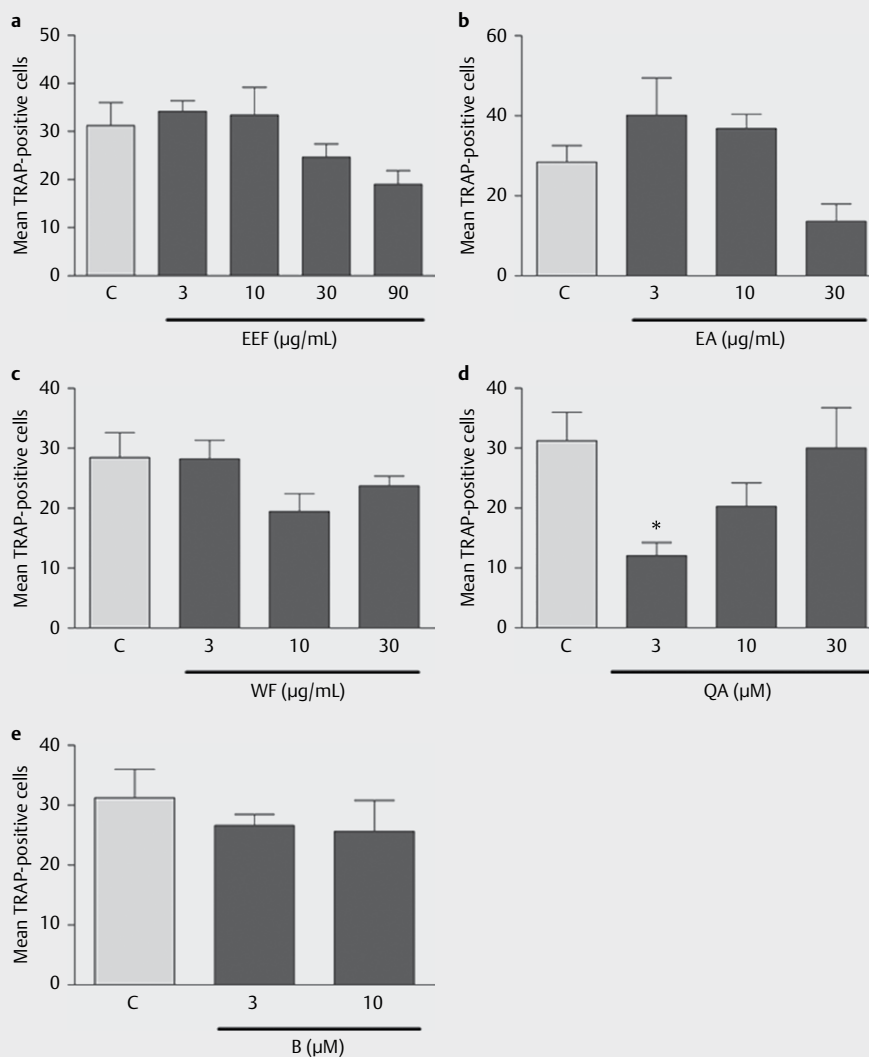 a
Mean TRAP-positive cells
50
40
30
20
10
0
C 3 10 30 90
EEF (µg/mL)
b
Mean TRAP-positive cells
60
40
20
0
C 3 10 30
EA (µg/mL)
c
Mean TRAP-positive cells
40
30
20
10
0
C 3 10 30
WF (µg/mL)
d
Mean TRAP-positive cells
40
30
20
10
0
*
C 3 10 30
QA (µM)
e
Mean TRAP-positive cells
40
30
20
10
0
C 3 10
B (µM)